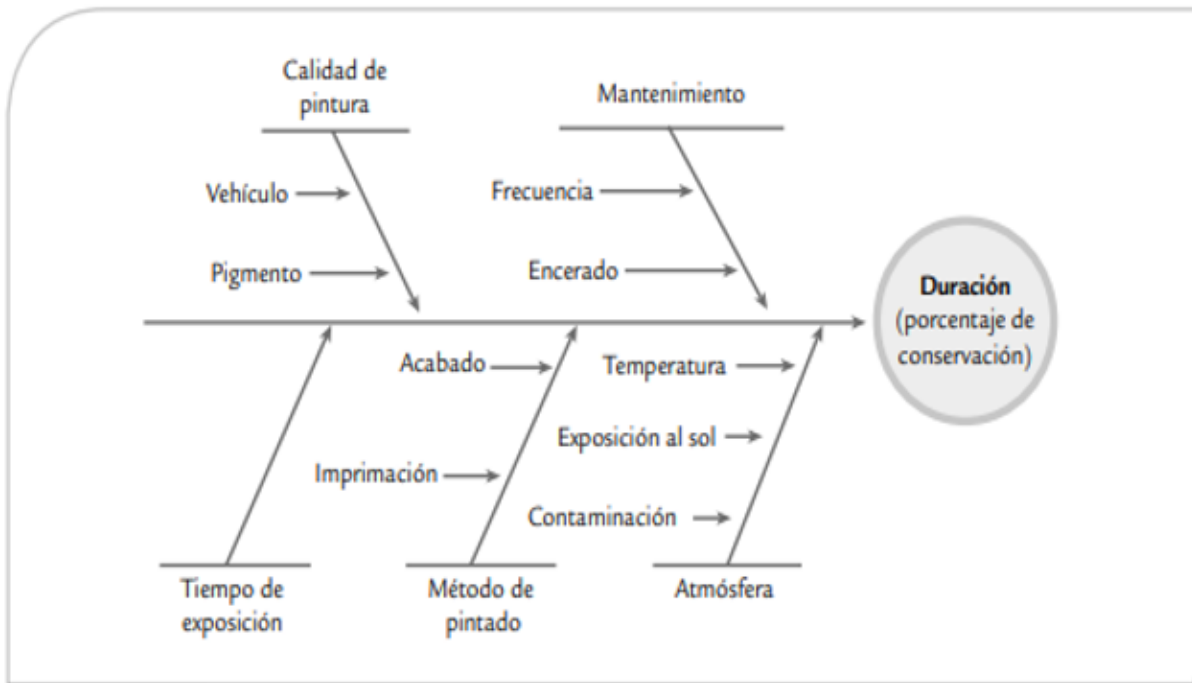 Calidad de
pintura
Mantenimiento
Vehículo
Frecuencia
Pigmento
Encerado
Duración
(porcentaje de
conservación)
Acabado
Temperatura
Exposición al sol
Imprimación
Contaminación
Tiempo de
exposición
Método de
pintado
Atmósfera